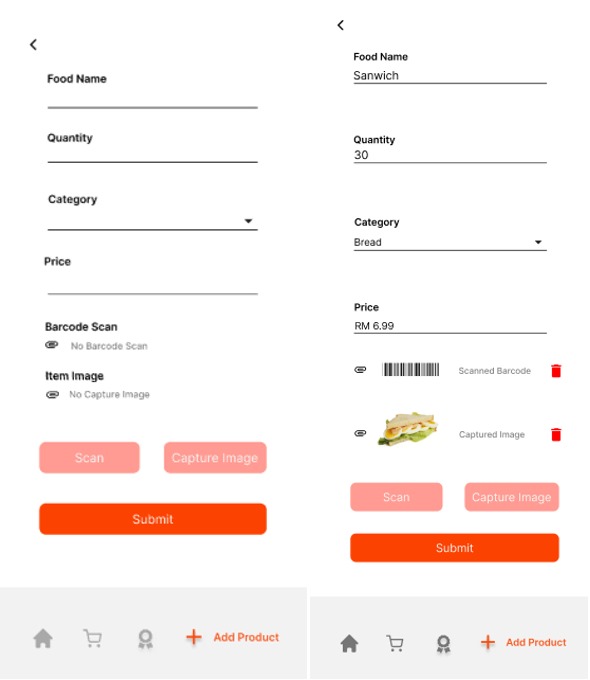 Food Name
Quantity
Category
Price
Barcode Scan
No Barcode Scan
Item Image
No Capture Image
Scan
Capture Image
Submit
Add Product
Food Name
Sanwich
Quantity
30
Category
Bread
Price
RM 6.99
Scanned Barcode
Captured Image
Scan
Capture Image
Submit
Add Product